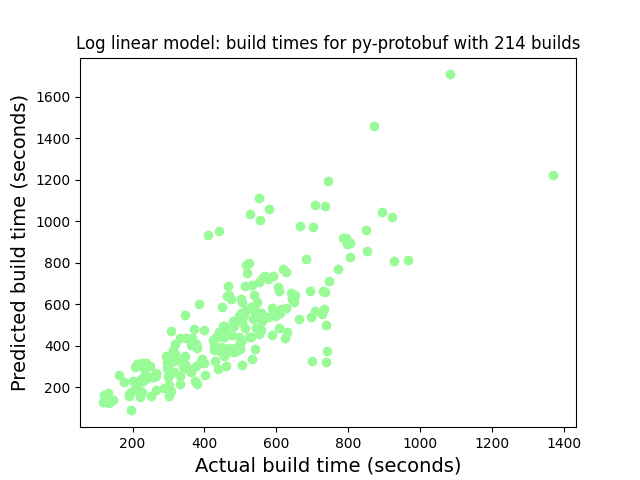 Log linear model: build times for py-protobuf with 214 builds
Predicted build time (seconds)
1600
1400
1200
1000
800
600
400
200
200 400 600 800 1000 1200 1400
Actual build time (seconds)